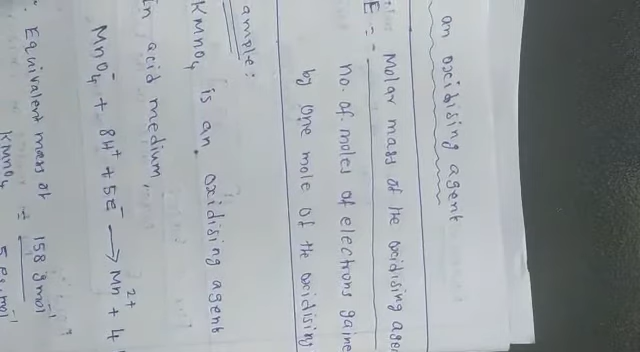 an oxidising agent
E = Molar mass of the oxidising age
no. of. moles of electrons gaine
by one mole of the oxidising
ample:
KMnO4 is an oxidising agent
in acid medium,
MnO4⁻ + 8H⁺ + 5e⁻ → Mn²⁺ + 4
Equivalent mass of = 158 g mol⁻¹
KMnO4